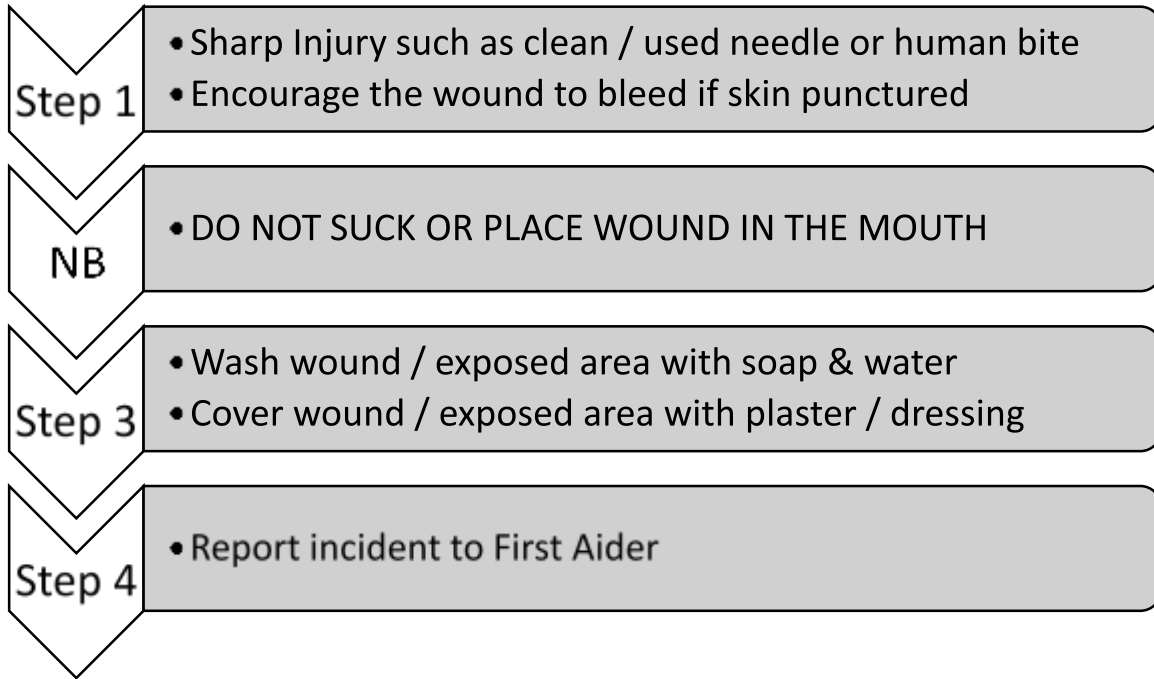 Step 1
• Sharp Injury such as clean / used needle or human bite
• Encourage the wound to bleed if skin punctured
NB
• DO NOT SUCK OR PLACE WOUND IN THE MOUTH
Step 3
• Wash wound / exposed area with soap & water
• Cover wound / exposed area with plaster / dressing
Step 4
• Report incident to First Aider